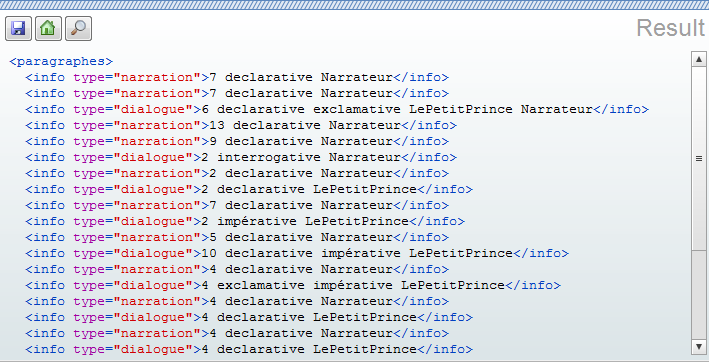 Result
<paragraphes>
<info type="narration">7 declarative Narrateur</info>
<info type="narration">7 declarative Narrateur</info>
<info type="dialogue">6 declarative exclamative LePetitPrince Narrateur</info>
<info type="narration">13 declarative Narrateur</info>
<info type="narration">9 declarative Narrateur</info>
<info type="dialogue">2 interrogative Narrateur</info>
<info type="narration">2 declarative Narrateur</info>
<info type="dialogue">2 declarative LePetitPrince</info>
<info type="narration">7 declarative Narrateur</info>
<info type="dialogue">2 impérative LePetitPrince</info>
<info type="narration">5 declarative Narrateur</info>
<info type="dialogue">10 declarative impérative LePetitPrince</info>
<info type="narration">4 declarative Narrateur</info>
<info type="dialogue">4 exclamative impérative LePetitPrince</info>
<info type="narration">4 declarative Narrateur</info>
<info type="dialogue">4 declarative LePetitPrince</info>
<info type="narration">4 declarative Narrateur</info>
<info type="dialogue">4 declarative LePetitPrince</info>